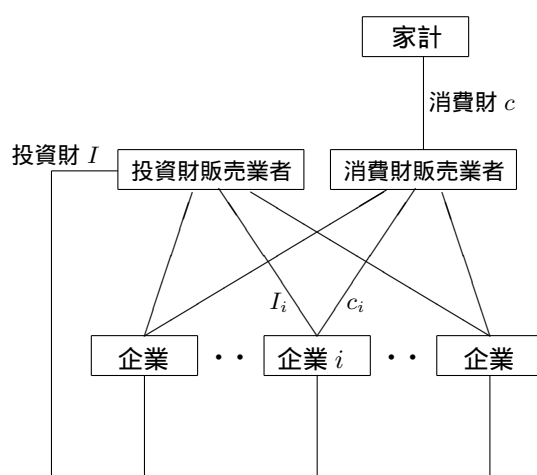 家計
消費財 c
投資財 I
投資財販売業者
消費財販売業者
I_i
c_i
企業 ・・ 企業 i ・・ 企業